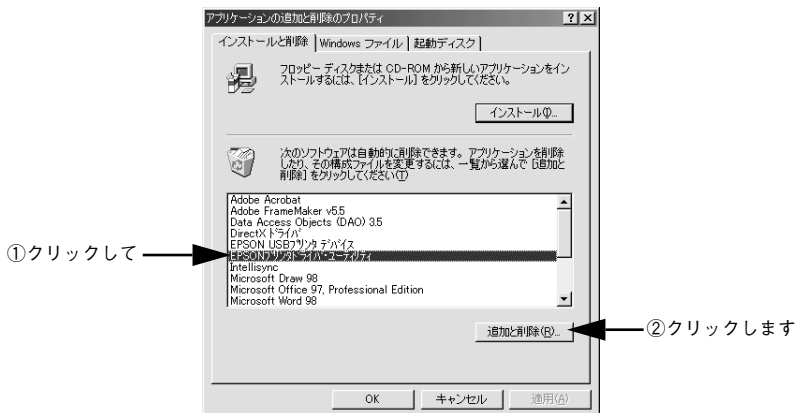 アプリケーションの追加と削除のプロパティ
インストールと削除 Windows ファイル 起動ディスク
フロッピー ディスクまたは CD-ROM から新しいアプリケーションをイン
ストールするには、[インストール] をクリックしてください。
インストール(I)...
次のソフトウェアは自動的に削除できます。アプリケーションを削除
したり、その構成ファイルを変更するには、一覧から選んで [追加と
削除] をクリックしてください(T)
Adobe Acrobat
Adobe FrameMaker v5.5
Data Access Objects (DAO) 3.5
DirectX ドライバ
EPSON USBプリンタ デバイス
①クリックして
EPSONプリンタドライバ・ユーティリティ
Intellisync
Microsoft Draw 98
Microsoft Office 97, Professional Edition
Microsoft Word 98
追加と削除(R)...
②クリックします
OK キャンセル 適用(A)